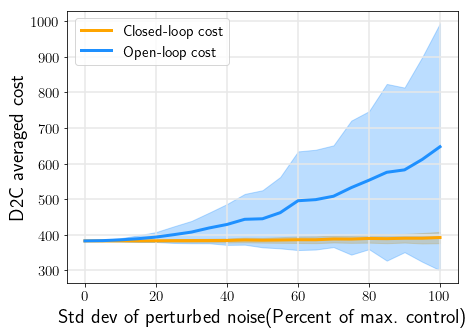 Closed-loop cost
Open-loop cost
D2C averaged cost
1000
900
800
700
600
500
400
300
0 20 40 60 80 100
Std dev of perturbed noise(Percent of max. control)